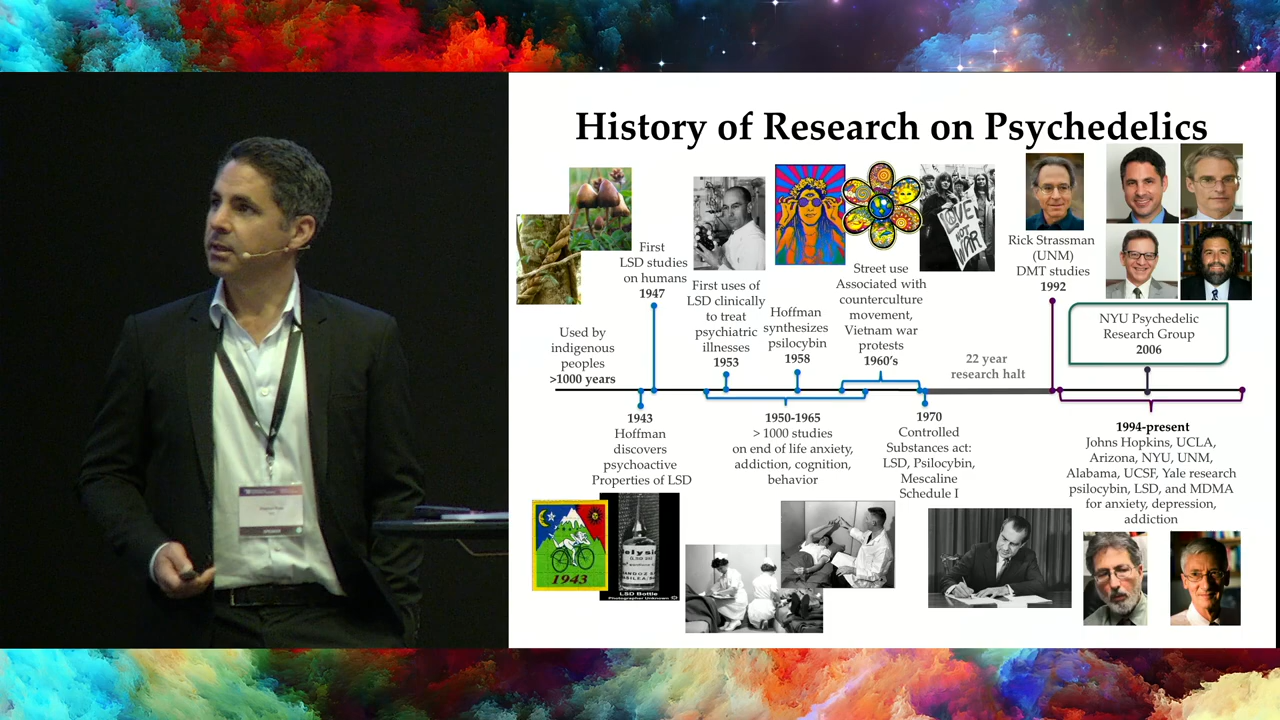 History of Research on Psychedelics
Used by
indigenous
peoples
>1000 years
First
LSD studies
on humans
1947
First uses of
LSD clinically
to treat
psychiatric
illnesses
1953
Hoffman
synthesizes
psilocybin
1958
Street use
Associated with
counterculture
movement,
Vietnam war
protests
1960's
LOVE
NOT
WAR
22 year
research halt
Rick Strassman
(UNM)
DMT studies
1992
NYU Psychedelic
Research Group
2006
1943
Hoffman
discovers
psychoactive
Properties of LSD
1950-1965
> 1000 studies
on end of life anxiety,
addiction, cognition,
behavior
1970
Controlled
Substances act:
LSD, Psilocybin,
Mescaline
Schedule I
1994-present
Johns Hopkins, UCLA,
Arizona, NYU, UNM,
Alabama, UCSF, Yale research
psilocybin, LSD, and MDMA
for anxiety, depression,
addiction
1943
LSD Bottle
Photographer Unknown
SPEAKER